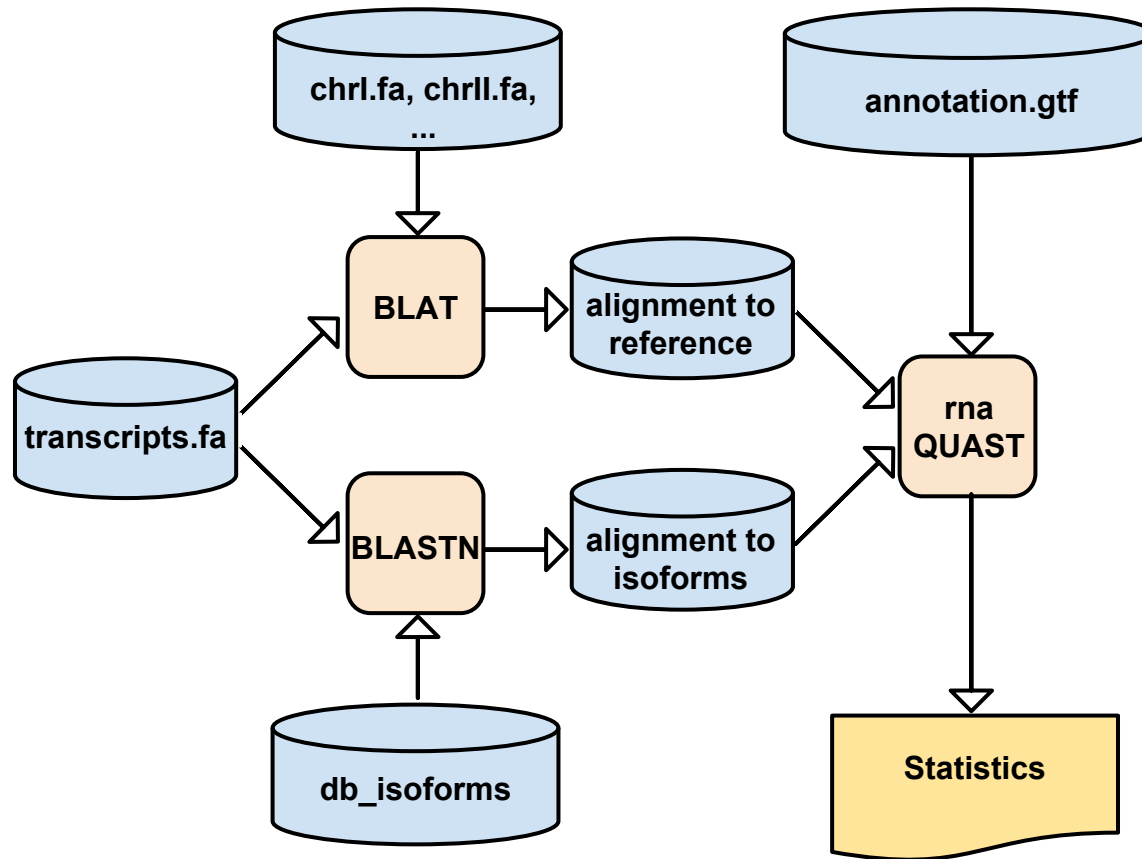 chrI.fa, chrII.fa,
...
annotation.gtf
BLAT
alignment to
reference
transcripts.fa
rna
QUAST
BLASTN
alignment to
isoforms
db_isoforms
Statistics